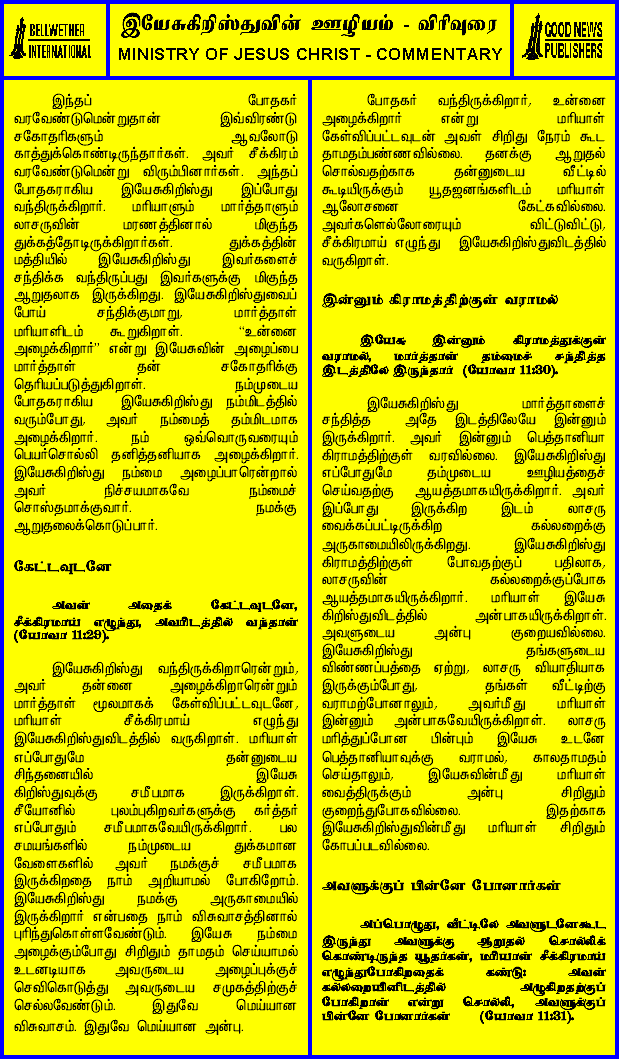 BELLWETHER
INTERNATIONAL
இயேசுகிறிஸ்துவின் ஊழியம் - விரிவுரை
MINISTRY OF JESUS CHRIST - COMMENTARY
GOOD NEWS
PUBLISHERS
இந்தப் போதகர்
வரவேண்டுமென்றுதான் இவ்விரண்டு
சகோதரிகளும் ஆவலோடு
காத்துக்கொண்டிருந்தார்கள். அவர் சீக்கிரம்
வரவேண்டுமென்று விரும்பினார்கள். அந்தப்
போதகராகிய இயேசுகிறிஸ்து இப்போது
வந்திருக்கிறார். மரியாளும் மார்த்தாளும்
லாசருவின் மரணத்தினால் மிகுந்த
துக்கத்தோடிருக்கிறார்கள். துக்கத்தின்
மத்தியில் இயேசுகிறிஸ்து இவர்களைச்
சந்திக்க வந்திருப்பது இவர்களுக்கு மிகுந்த
ஆறுதலாக இருக்கிறது. இயேசுகிறிஸ்துவைப்
போய் சந்திக்குமாறு, மார்த்தாள்
மரியாளிடம் கூறுகிறாள். “உன்னை
அழைக்கிறார்” என்று இயேசுவின் அழைப்பை
மார்த்தாள் தன் சகோதரிக்கு
தெரியப்படுத்துகிறாள். நம்முடைய
போதகராகிய இயேசுகிறிஸ்து நம்மிடத்தில்
வரும்போது, அவர் நம்மைத் தம்மிடமாக
அழைக்கிறார். நம் ஒவ்வொருவரையும்
பெயர்சொல்லி தனித்தனியாக அழைக்கிறார்.
இயேசுகிறிஸ்து நம்மை அழைப்பாரென்றால்
அவர் நிச்சயமாகவே நம்மைச்
சொஸ்தமாக்குவார். நமக்கு
ஆறுதலைக்கொடுப்பார்.
கேட்டவுடனே
அவள் அதைக் கேட்டவுடனே,
சீக்கிரமாய் எழுந்து, அவரிடத்தில் வந்தாள்
(யோவா 11:29).
இயேசுகிறிஸ்து வந்திருக்கிறாரென்றும்,
அவர் தன்னை அழைக்கிறாரென்றும்
மார்த்தாள் மூலமாகக் கேள்விப்பட்டவுடனே,
மரியாள் சீக்கிரமாய் எழுந்து
இயேசுகிறிஸ்துவிடத்தில் வருகிறாள். மரியாள்
எப்போதுமே தன்னுடைய
சிந்தனையில் இயேசு
கிறிஸ்துவுக்கு சமீபமாக இருக்கிறாள்.
சீயோனில் புலம்புகிறவர்களுக்கு கர்த்தர்
எப்போதும் சமீபமாகவேயிருக்கிறார். பல
சமயங்களில் நம்முடைய துக்கமான
வேளைகளில் அவர் நமக்குச் சமீபமாக
இருக்கிறதை நாம் அறியாமல் போகிறோம்.
இயேசுகிறிஸ்து நமக்கு அருகாமையில்
இருக்கிறார் என்பதை நாம் விசுவாசத்தினால்
புரிந்துகொள்ளவேண்டும். இயேசு நம்மை
அழைக்கும்போது சிறிதும் தாமதம் செய்யாமல்
உடனடியாக அவருடைய அழைப்புக்குச்
செவிகொடுத்து அவருடைய சமுகத்திற்குச்
செல்லவேண்டும். இதுவே மெய்யான
விசுவாசம். இதுவே மெய்யான அன்பு.
போதகர் வந்திருக்கிறார், உன்னை
அழைக்கிறார் என்று மரியாள்
கேள்விப்பட்டவுடன் அவள் சிறிது நேரம் கூட
தாமதம்பண்ணவில்லை. தனக்கு ஆறுதல்
சொல்வதற்காக தன்னுடைய வீட்டில்
கூடியிருக்கும் யூதஜனங்களிடம் மரியாள்
ஆலோசனை கேட்கவில்லை.
அவர்களெல்லோரையும் விட்டுவிட்டு,
சீக்கிரமாய் எழுந்து இயேசுகிறிஸ்துவிடத்தில்
வருகிறாள்.
இன்னும் கிராமத்திற்குள் வராமல்
இயேசு இன்னும் கிராமத்துக்குள்
வராமல், மார்த்தாள் தம்மைச் சந்தித்த
இடத்திலே இருந்தார் (யோவா 11:30).
இயேசுகிறிஸ்து மார்த்தாளைச்
சந்தித்த அதே இடத்திலேயே இன்னும்
இருக்கிறார். அவர் இன்னும் பெத்தானியா
கிராமத்திற்குள் வரவில்லை. இயேசுகிறிஸ்து
எப்போதுமே தம்முடைய ஊழியத்தைச்
செய்வதற்கு ஆயத்தமாகயிருக்கிறார். அவர்
இப்போது இருக்கிற இடம் லாசரு
வைக்கப்பட்டிருக்கிற கல்லறைக்கு
அருகாமையிலிருக்கிறது. இயேசுகிறிஸ்து
கிராமத்திற்குள் போவதற்குப் பதிலாக,
லாசருவின் கல்லறைக்குப்போக
ஆயத்தமாகயிருக்கிறார். மரியாள் இயேசு
கிறிஸ்துவிடத்தில் அன்பாகயிருக்கிறாள்.
அவளுடைய அன்பு குறையவில்லை.
இயேசுகிறிஸ்து தங்களுடைய
விண்ணப்பத்தை ஏற்று, லாசரு வியாதியாக
இருக்கும்போது, தங்கள் வீட்டிற்கு
வராமற்போனாலும், அவர்மீது மரியாள்
இன்னும் அன்பாகவேயிருக்கிறாள். லாசரு
மரித்துப்போன பின்பும் இயேசு உடனே
பெத்தானியாவுக்கு வராமல், காலதாமதம்
செய்தாலும், இயேசுவின்மீது மரியாள்
வைத்திருக்கும் அன்பு சிறிதும்
குறைந்துபோகவில்லை. இதற்காக
இயேசுகிறிஸ்துவின்மீது மரியாள் சிறிதும்
கோபப்படவில்லை.
அவளுக்குப் பின்னே போனார்கள்
அப்பொழுது, வீட்டிலே அவளுடனேகூட
இருந்து அவளுக்கு ஆறுதல் சொல்லிக்
கொண்டிருந்த யூதர்கள், மரியாள் சீக்கிரமாய்
எழுந்துபோகிறதைக் கண்டு: அவள்
கல்லறையினிடத்தில் அழுகிறதற்குப்
போகிறாள் என்று சொல்லி, அவளுக்குப்
பின்னே போனார்கள் (யோவா 11:31).